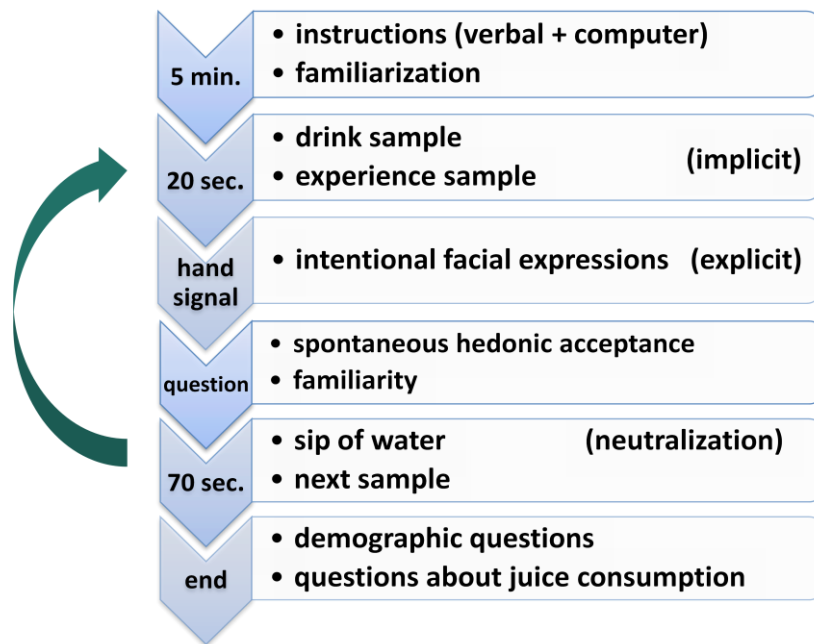 5 min.
• instructions (verbal + computer)
• familiarization
20 sec.
• drink sample
• experience sample
(implicit)
hand
signal
• intentional facial expressions (explicit)
question
• spontaneous hedonic acceptance
• familiarity
70 sec.
• sip of water (neutralization)
• next sample
end
• demographic questions
• questions about juice consumption